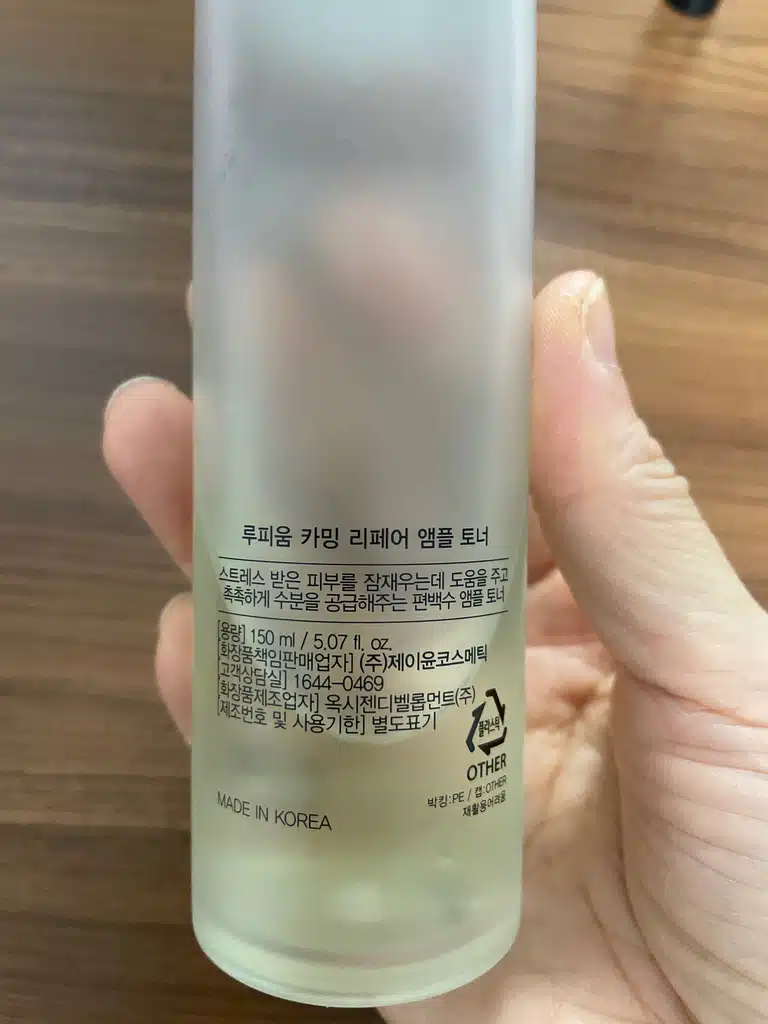 루피움 카밍 리페어 앰플 토너
스트레스 받은 피부를 잠재우는데 도움을 주고
촉촉하게 수분을 공급해주는 편백수 앰플 토너
[용량] 150 ml / 5.07 fl. oz.
[화장품책임판매업자] (주)제이윤코스메틱
[고객상담실] 1644-0469
[화장품제조업자] 옥시젠디벨롭먼트(주)
[제조번호 및 사용기한] 별도표기
플라스틱
OTHER
박킹:PE / 캡:OTHER
재활용어려움
MADE IN KOREA